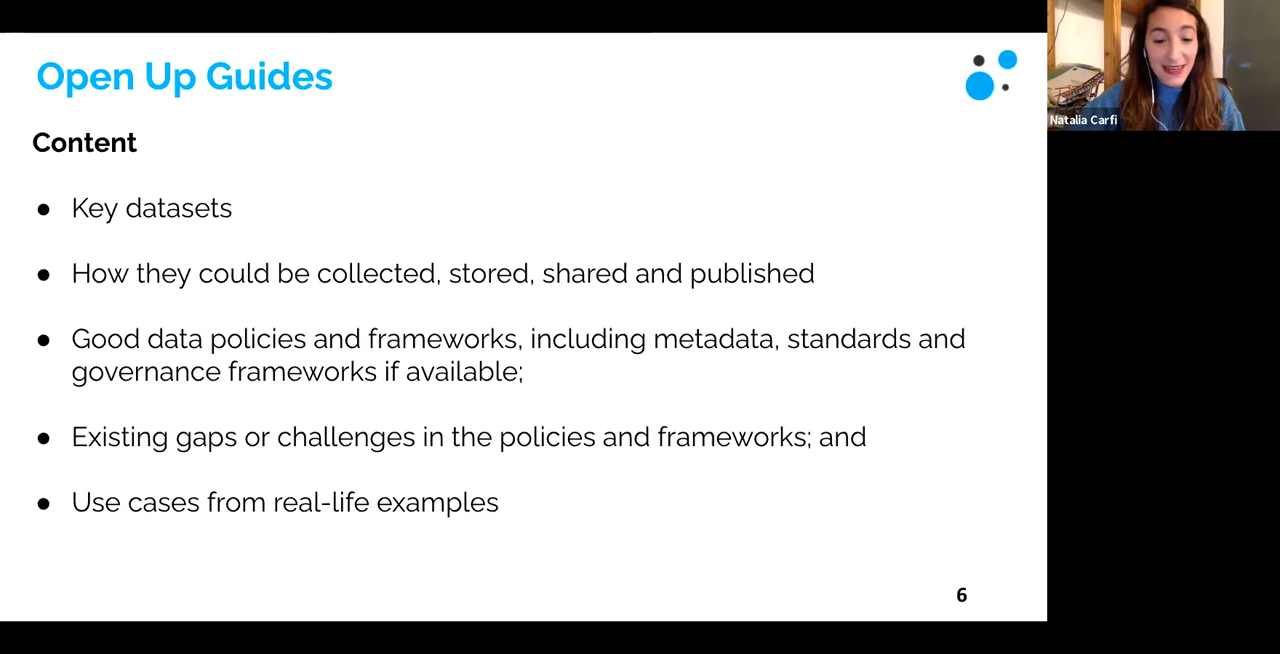 Open Up Guides
Content
● Key datasets
● How they could be collected, stored, shared and published
● Good data policies and frameworks, including metadata, standards and
governance frameworks if available;
● Existing gaps or challenges in the policies and frameworks; and
● Use cases from real-life examples
6
Natalia Carfi